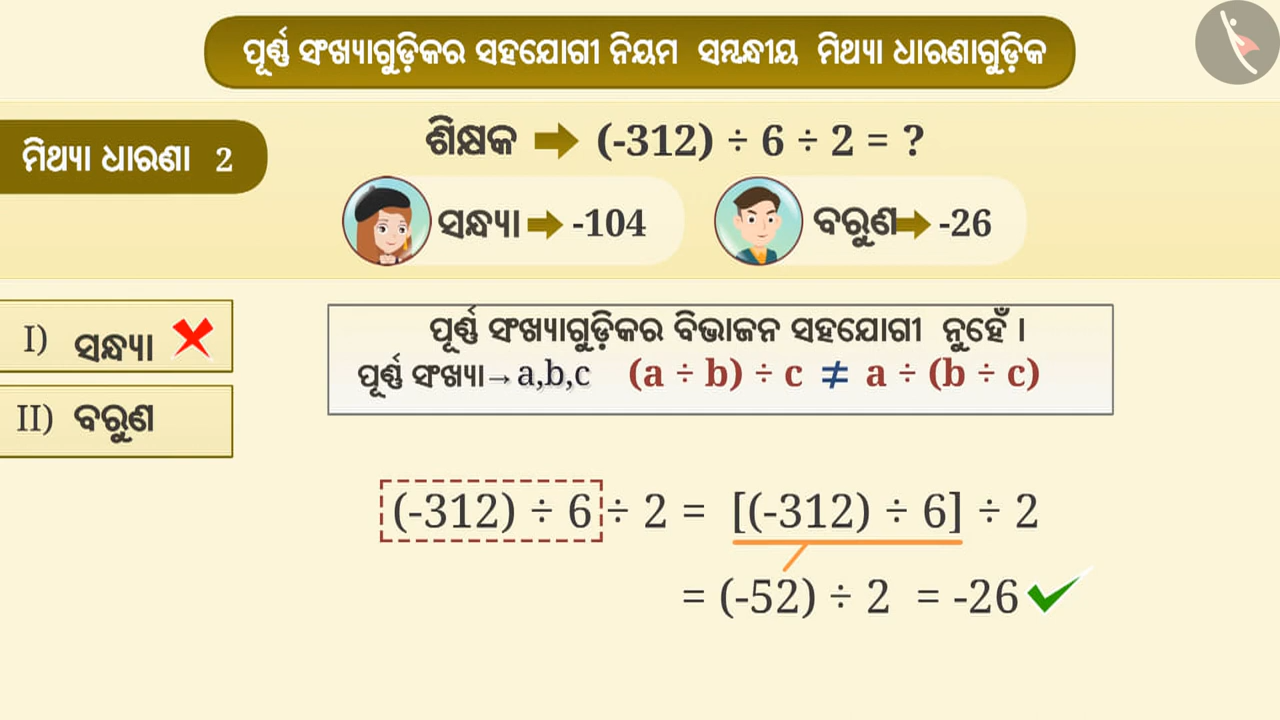 ପୂର୍ଣ୍ଣ ସଂଖ୍ୟାଗୁଡ଼ିକର ସହଯୋଗୀ ନିୟମ ସମ୍ବନ୍ଧୀୟ ମିଥ୍ୟା ଧାରଣାଗୁଡ଼ିକ
ମିଥ୍ୟା ଧାରଣା 2
ଶିକ୍ଷକ ➡ (-312) ÷ 6 ÷ 2 = ?
ସନ୍ଧ୍ୟା ➡ -104 ବରୁଣ ➡ -26
I) ସନ୍ଧ୍ୟା ❌
II) ବରୁଣ
ପୂର୍ଣ୍ଣ ସଂଖ୍ୟାଗୁଡ଼ିକର ବିଭାଜନ ସହଯୋଗୀ ନୁହେଁ ।
ପୂର୍ଣ୍ଣ ସଂଖ୍ୟା → a,b,c (a ÷ b) ÷ c ≠ a ÷ (b ÷ c)
(-312) ÷ 6 ÷ 2 = [(-312) ÷ 6] ÷ 2
= (-52) ÷ 2 = -26 ✔